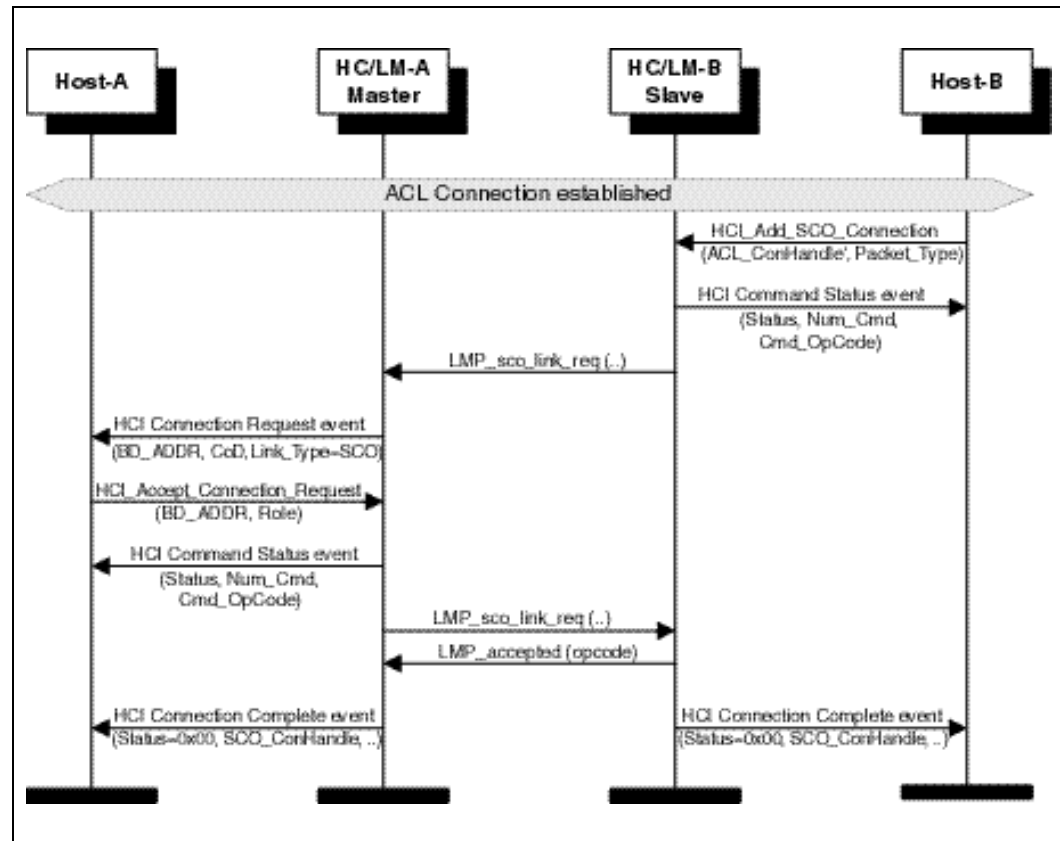 Host-A
HC/LM-A
Master
HC/LM-B
Slave
Host-B
ACL Connection established
HCI_Add_SCO_Connection
(ACL_ConHandle', Packet_Type)
HCI Command Status event
(Status, Num_Cmd,
Cmd_OpCode)
LMP_sco_link_req (..)
HCI Connection Request event
(BD_ADDR, CoD, Link_Type=SCO)
HCI_Accept_Connection_Request
(BD_ADDR, Role)
HCI Command Status event
(Status, Num_Cmd,
Cmd_OpCode)
LMP_sco_link_req (..)
LMP_accepted (opcode)
HCI Connection Complete event
(Status=0x00, SCO_ConHandle, ..)
HCI Connection Complete event
(Status=0x00, SCO_ConHandle, ..)